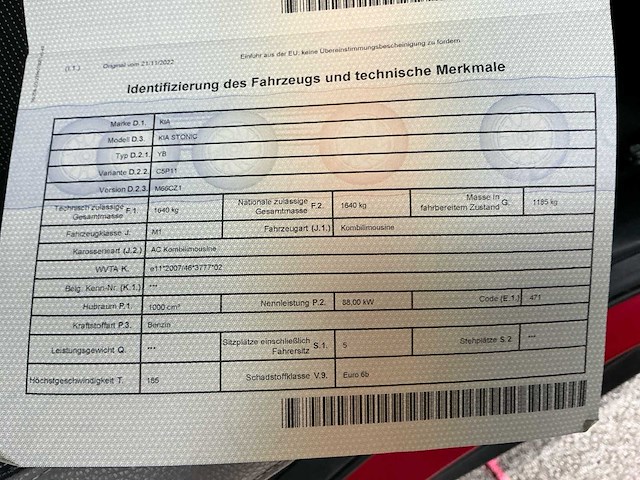 (I.1.) Original vom 21/11/2022 Einfuhr aus der EU, keine Übereinstimmungsbescheinigung zu fordern
Identifizierung des Fahrzeugs und technische Merkmale
Marke D.1. KIA
Modell D.3. KIA STONIC
Typ D.2.1. YB
Variante D.2.2. C5P11
Version D.2.3. M66CZ1
Technisch zulässige Gesamtmasse F.1. 1640 kg Nationale zulässige Gesamtmasse F.2. 1640 kg Masse in fahrbereitem Zustand G. 1185 kg
Fahrzeugklasse J. M1 Fahrzeugart (J.1.) Kombilimousine
Karosserieart (J.2.) AC Kombilimousine
WVTA K. e11*2007/46*3777*02
Belg. Kenn-Nr. (K.1.) ***
Hubraum P.1. 1000 cm³ Nennleistung P.2. 88.00 kW Code (E.1.) 471
Kraftstoffart P.3. Benzin
Leistungsgewicht Q. *** Sitzplätze einschließlich Fahrersitz S.1. 5 Stehplätze S.2. ***
Höchstgeschwindigkeit T. 185 Schadstoffklasse V.9. Euro 6b